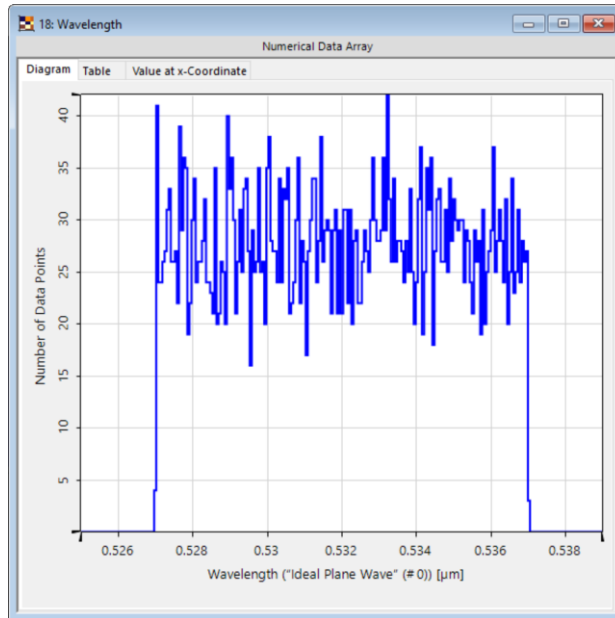 18: Wavelength
Numerical Data Array
Diagram Table Value at x-Coordinate
Number of Data Points
40
35
30
25
20
15
10
5
0.526 0.528 0.53 0.532 0.534 0.536 0.538
Wavelength (“Ideal Plane Wave” (# 0)) [µm]